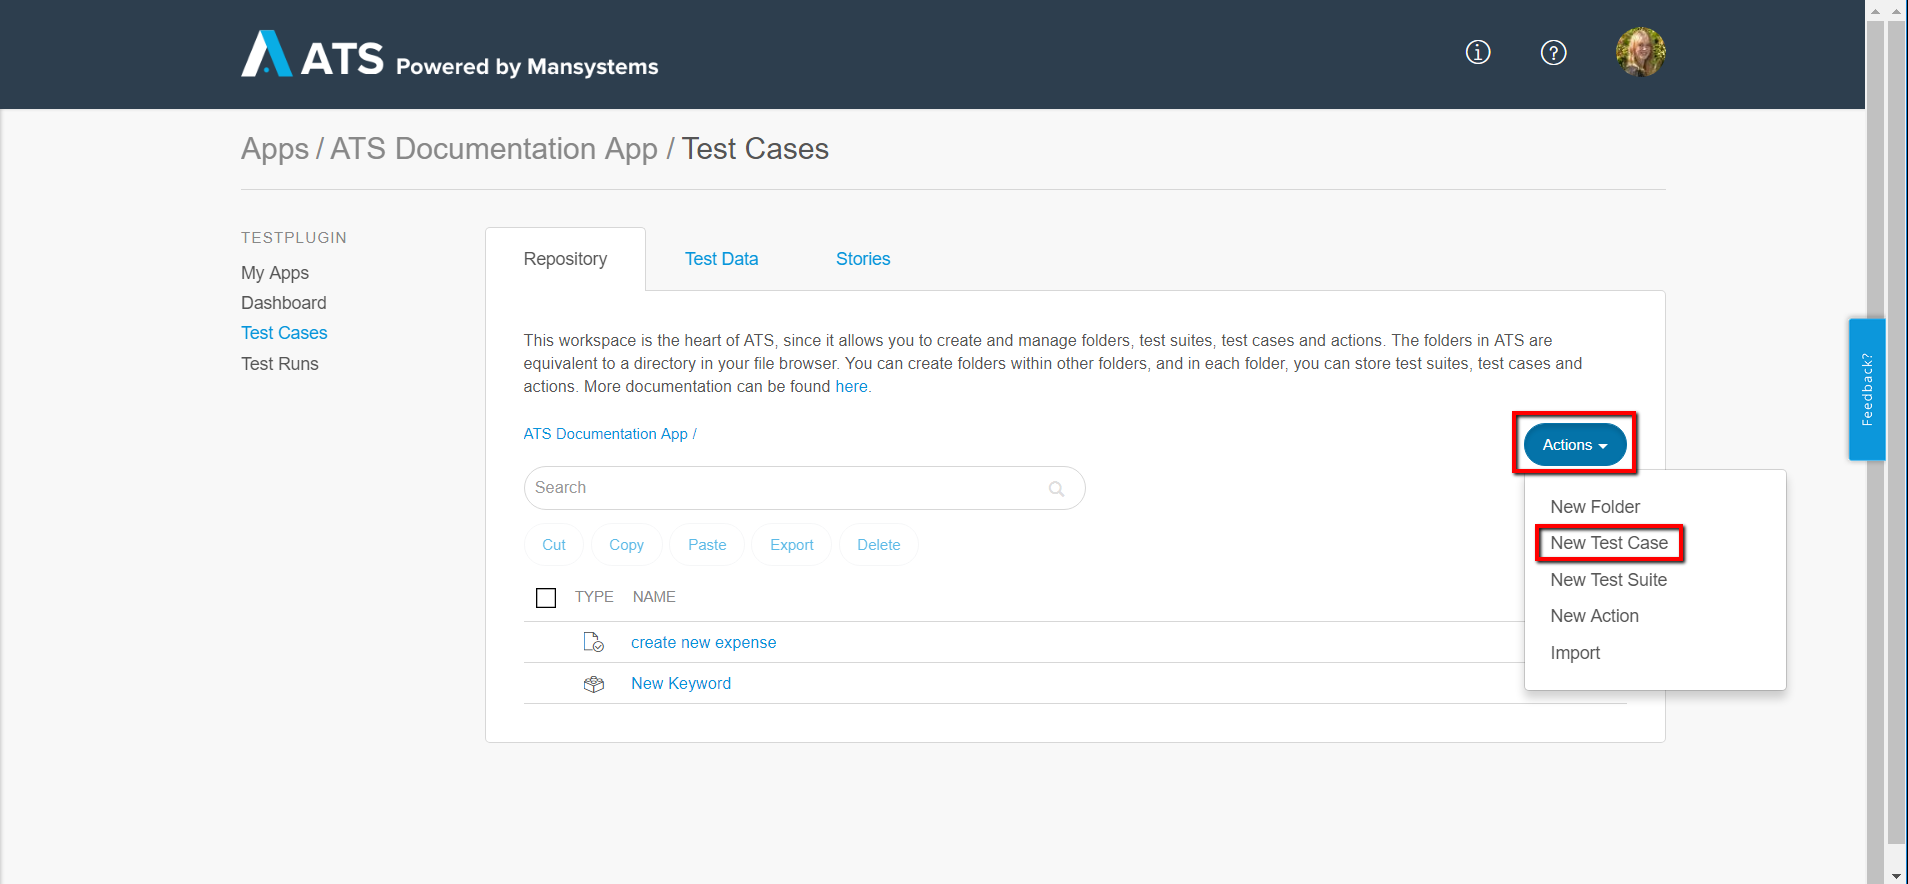 ATS Powered by Mansystems
Apps / ATS Documentation App / Test Cases
TESTPLUGIN
My Apps
Dashboard
Test Cases
Test Runs
Repository
Test Data
Stories
This workspace is the heart of ATS, since it allows you to create and manage folders, test suites, test cases and actions. The folders in ATS are
equivalent to a directory in your file browser. You can create folders within other folders, and in each folder, you can store test suites, test cases and
actions. More documentation can be found here.
ATS Documentation App /
Actions
Search
Cut
Copy
Paste
Export
Delete
TYPE NAME
create new expense
New Keyword
New Folder
New Test Case
New Test Suite
New Action
Import
Feedback?